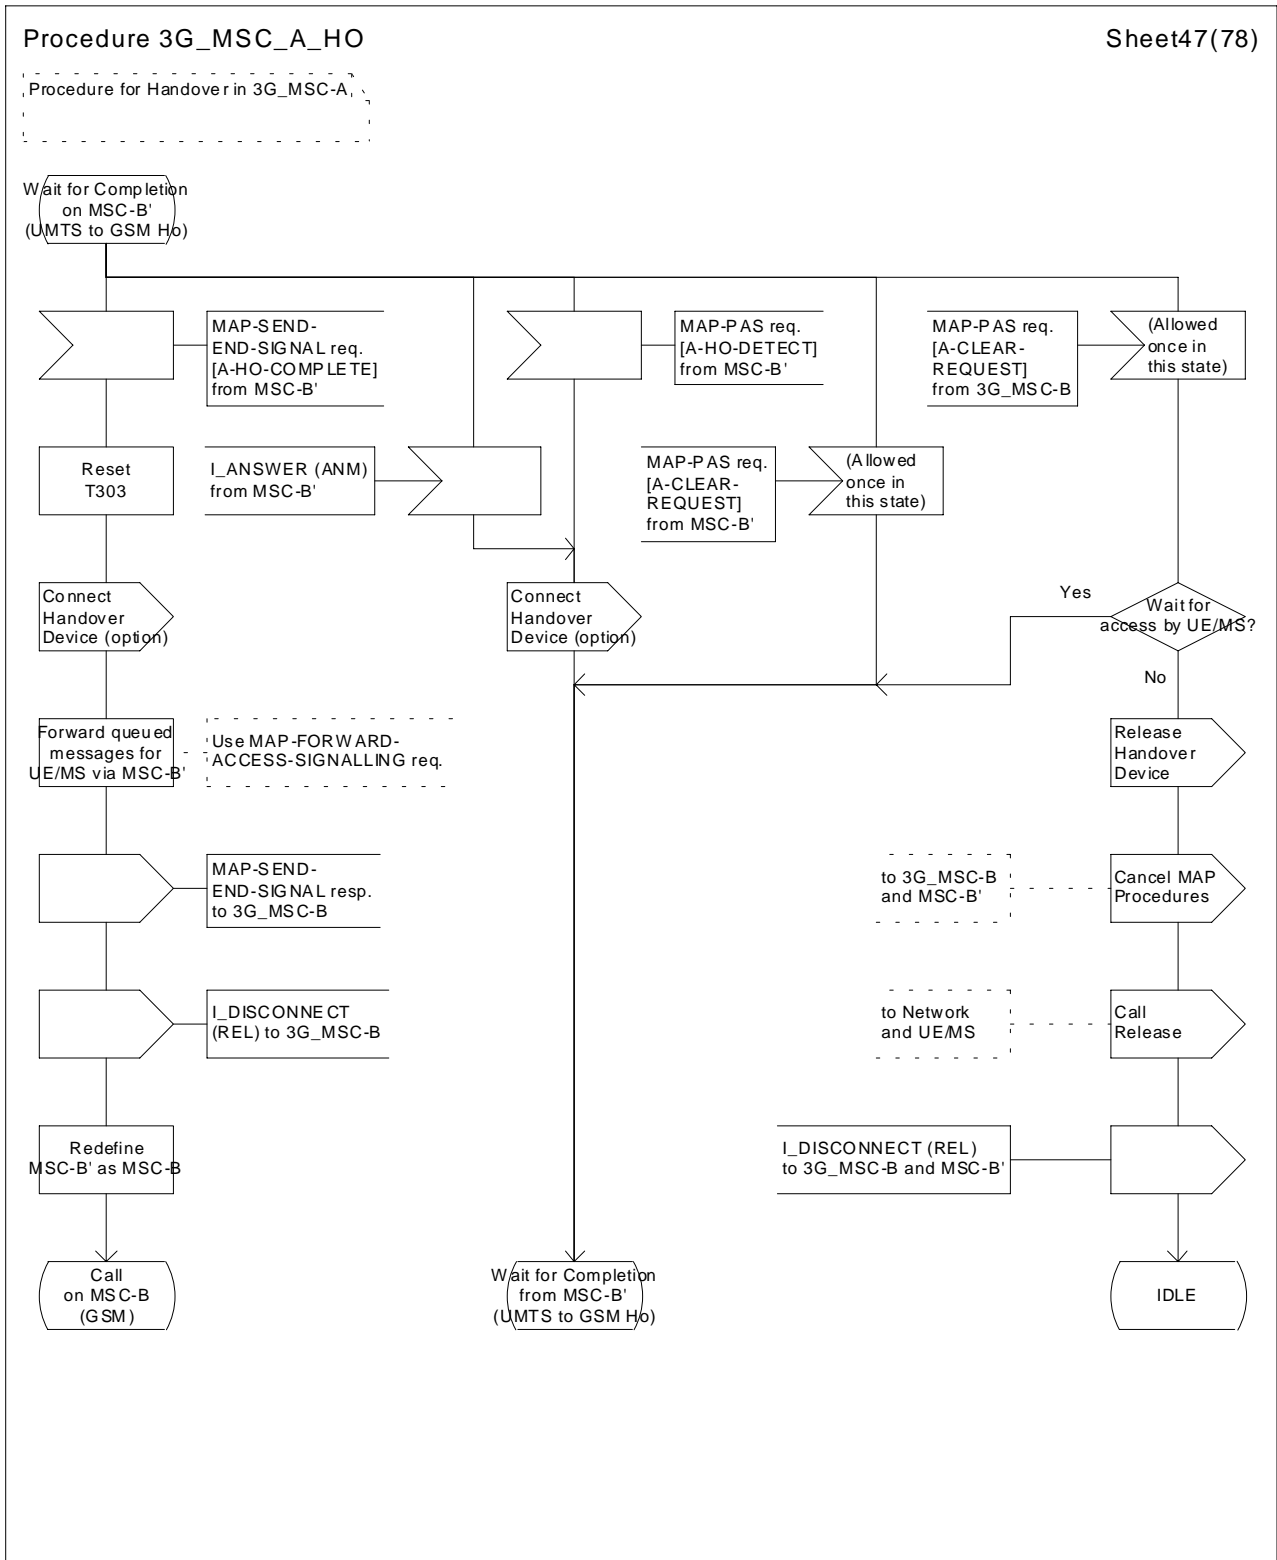 Procedure 3G_MSC_A_HO
Sheet47(78)
Procedure for Handover in 3G_MSC-A
Wait for Completion
on MSC-B'
(UMTS to GSM Ho)
MAP-SEND-
END-SIGNAL req.
[A-HO-COMPLETE]
from MSC-B'
MAP-PAS req.
[A-HO-DETECT]
from MSC-B'
MAP-PAS req.
[A-CLEAR-
REQUEST]
from 3G_MSC-B
(Allowed
once in
this state)
Reset
T303
I_ANSWER (ANM)
from MSC-B'
MAP-PAS req.
[A-CLEAR-
REQUEST]
from MSC-B'
(Allowed
once in
this state)
Connect
Handover
Device (option)
Connect
Handover
Device (option)
Yes
Wait for
access by UE/MS?
No
Forward queued
messages for
UE/MS via MSC-B'
Use MAP-FORWARD-
ACCESS-SIGNALLING req.
Release
Handover
Device
MAP-SEND-
END-SIGNAL resp.
to 3G_MSC-B
to 3G_MSC-B
and MSC-B'
Cancel MAP
Procedures
I_DISCONNECT
(REL) to 3G_MSC-B
to Network
and UE/MS
Call
Release
Redefine
MSC-B' as MSC-B
I_DISCONNECT (REL)
to 3G_MSC-B and MSC-B'
Call
on MSC-B
(GSM)
Wait for Completion
from MSC-B'
(UMTS to GSM Ho)
IDLE